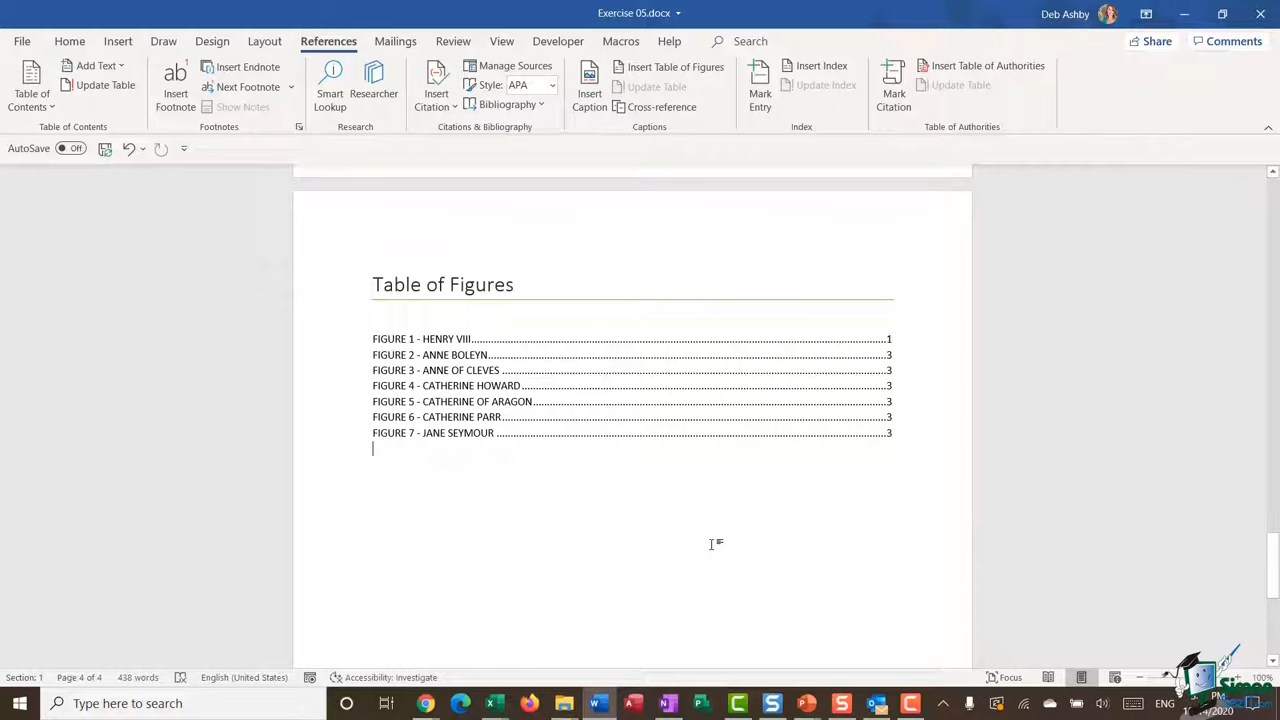 Exercise 05.docx
Deb Ashby
File Home Insert Draw Design Layout References Mailings Review View Developer Macros Help Search Share Comments
Table of Contents
Add Text
Update Table
Table of Contents
ab
Insert Footnote
Insert Endnote
Next Footnote
Show Notes
Footnotes
Smart Lookup
Researcher
Research
Insert Citation
Manage Sources
Style: APA
Bibliography
Citations & Bibliography
Insert Caption
Insert Table of Figures
Update Table
Cross-reference
Captions
Mark Entry
Insert Index
Update Index
Index
Mark Citation
Insert Table of Authorities
Update Table
Table of Authorities
AutoSave Off
Table of Figures
FIGURE 1 - HENRY VIII 1
FIGURE 2 - ANNE BOLEYN 3
FIGURE 3 - ANNE OF CLEVES 3
FIGURE 4 - CATHERINE HOWARD 3
FIGURE 5 - CATHERINE OF ARAGON 3
FIGURE 6 - CATHERINE PARR 3
FIGURE 7 - JANE SEYMOUR 3
Section: 1 Page 4 of 4 438 words English (United States) Accessibility: Investigate Focus 100%
Type here to search
ENG
PM
Simon